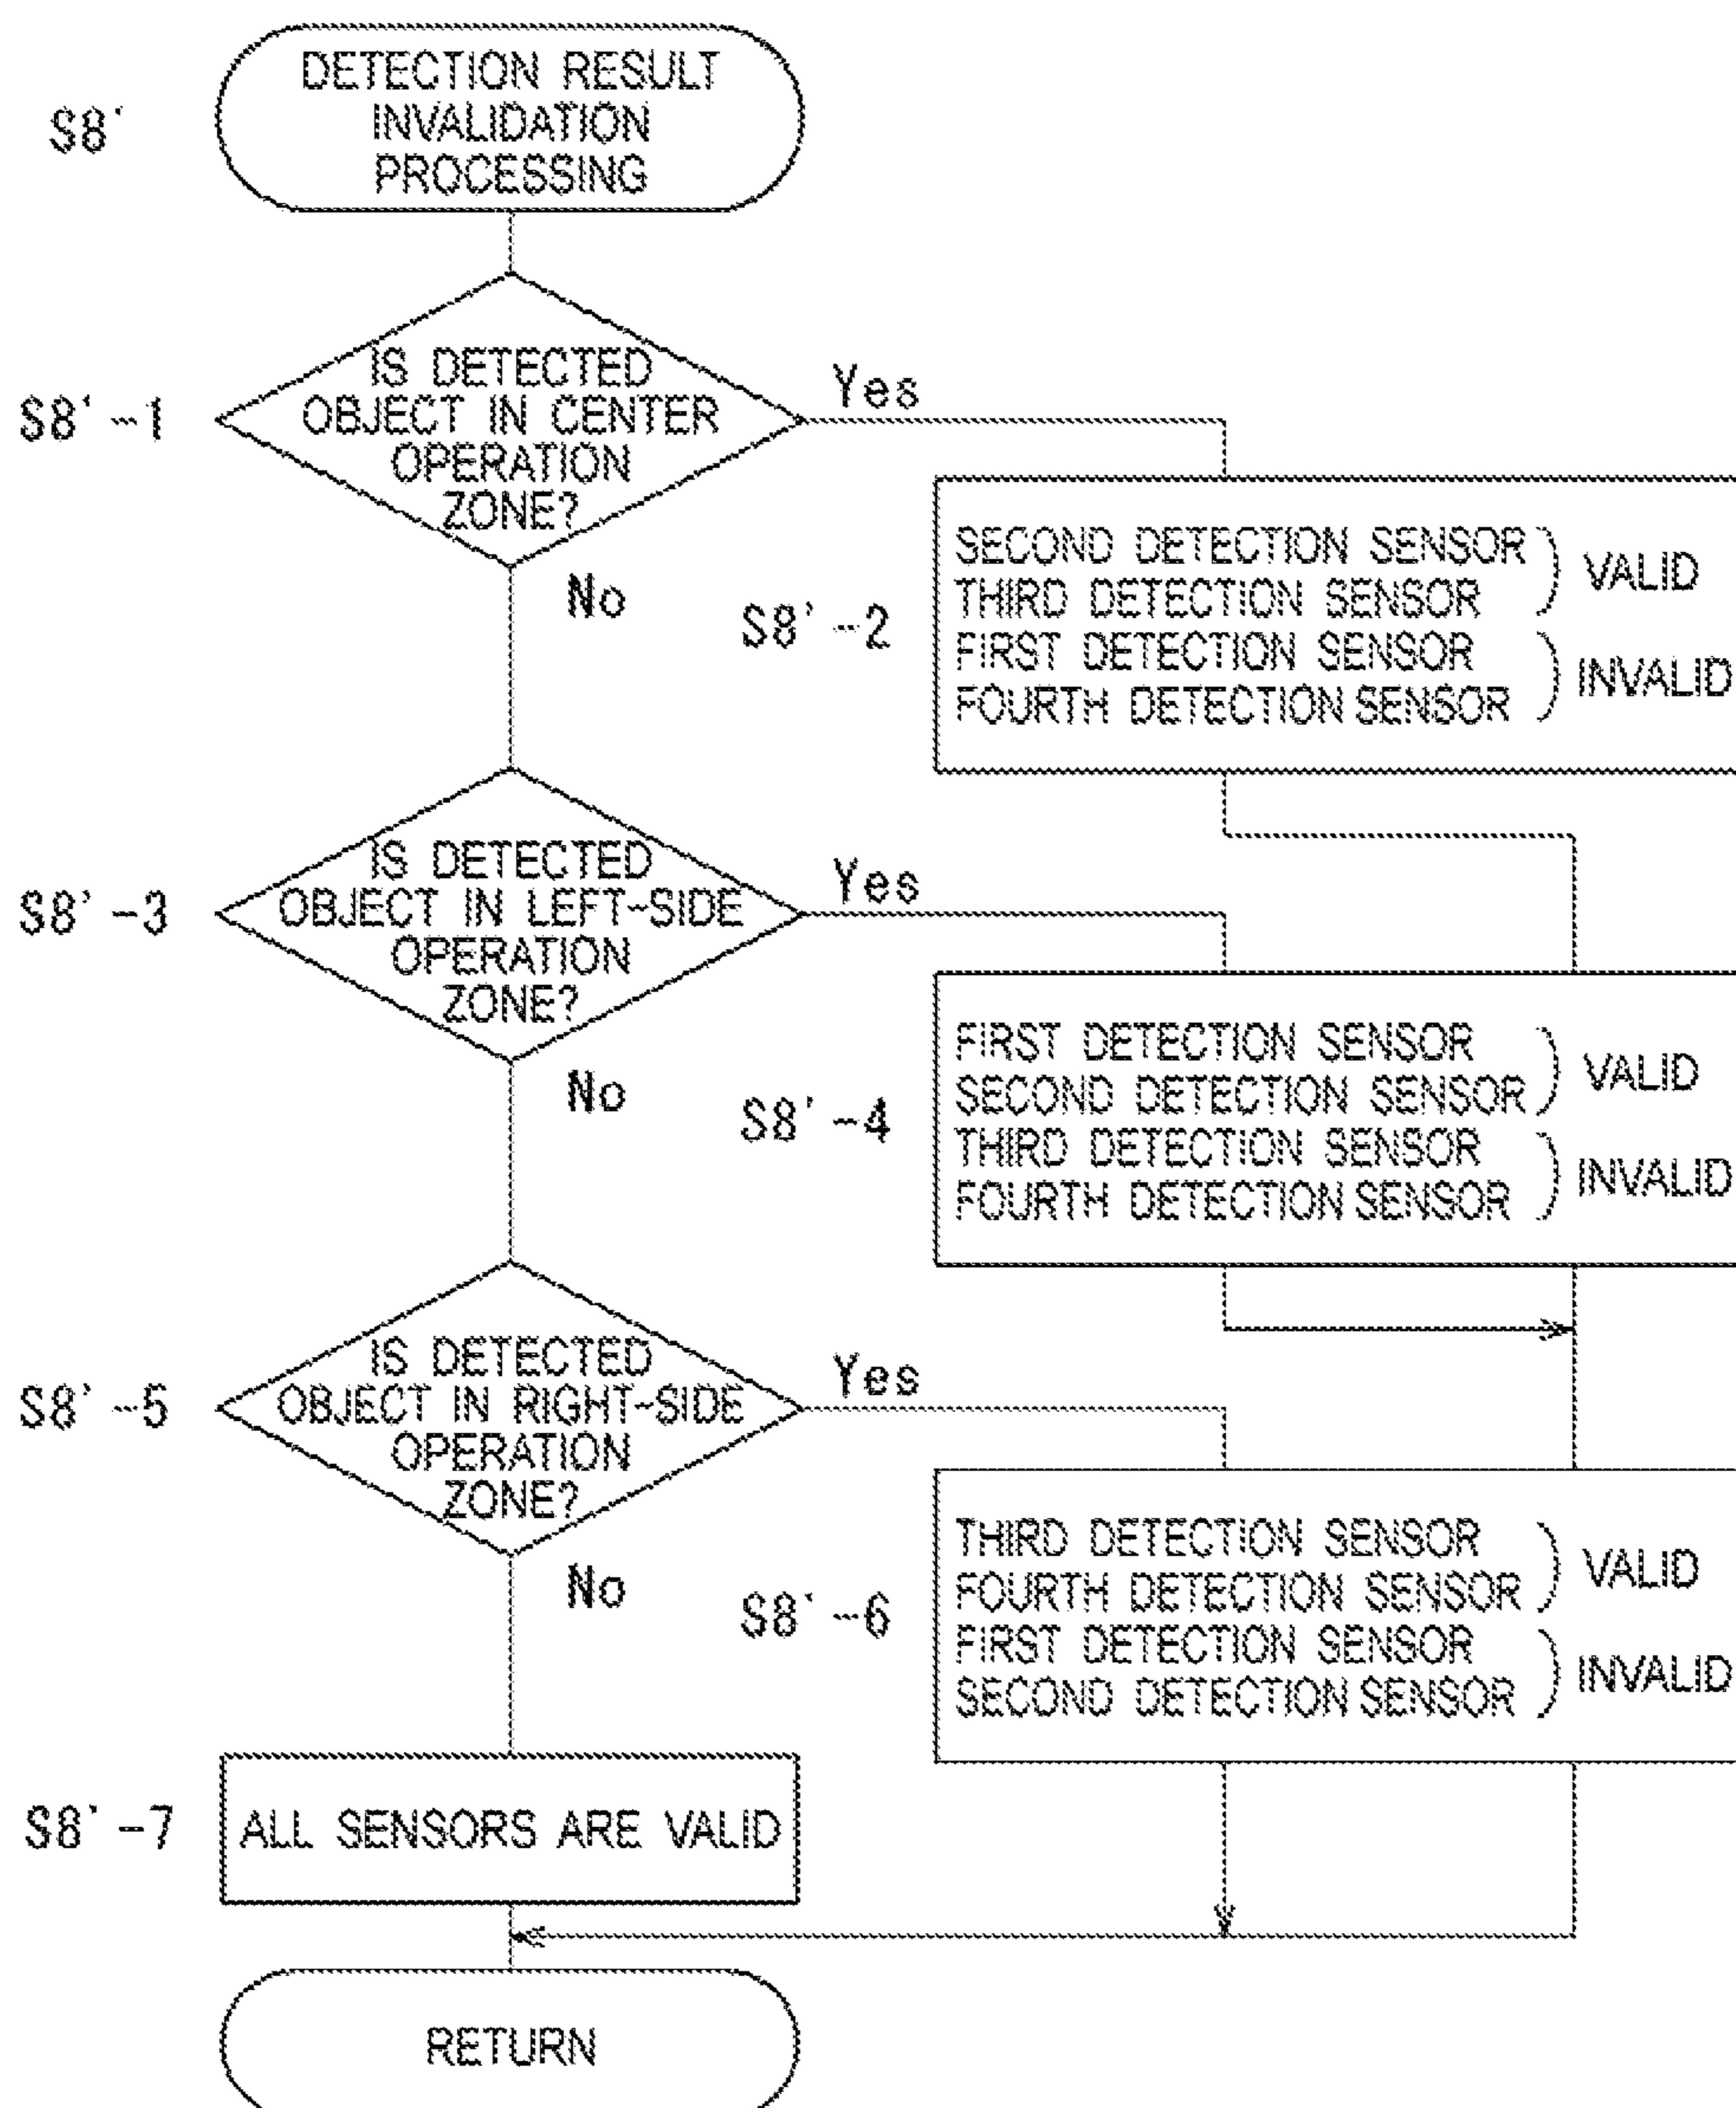 S8'
DETECTION RESULT
INVALIDATION
PROCESSING
S8'-1
IS DETECTED
OBJECT IN CENTER
OPERATION
ZONE?
Yes
No
S8'-2
SECOND DETECTION SENSOR
THIRD DETECTION SENSOR
VALID
FIRST DETECTION SENSOR
FOURTH DETECTION SENSOR
INVALID
S8'-3
IS DETECTED
OBJECT IN LEFT-SIDE
OPERATION
ZONE?
Yes
No
S8'-4
FIRST DETECTION SENSOR
SECOND DETECTION SENSOR
VALID
THIRD DETECTION SENSOR
FOURTH DETECTION SENSOR
INVALID
S8'-5
IS DETECTED
OBJECT IN RIGHT-SIDE
OPERATION
ZONE?
Yes
No
S8'-6
THIRD DETECTION SENSOR
FOURTH DETECTION SENSOR
VALID
FIRST DETECTION SENSOR
SECOND DETECTION SENSOR
INVALID
S8'-7
ALL SENSORS ARE VALID
RETURN